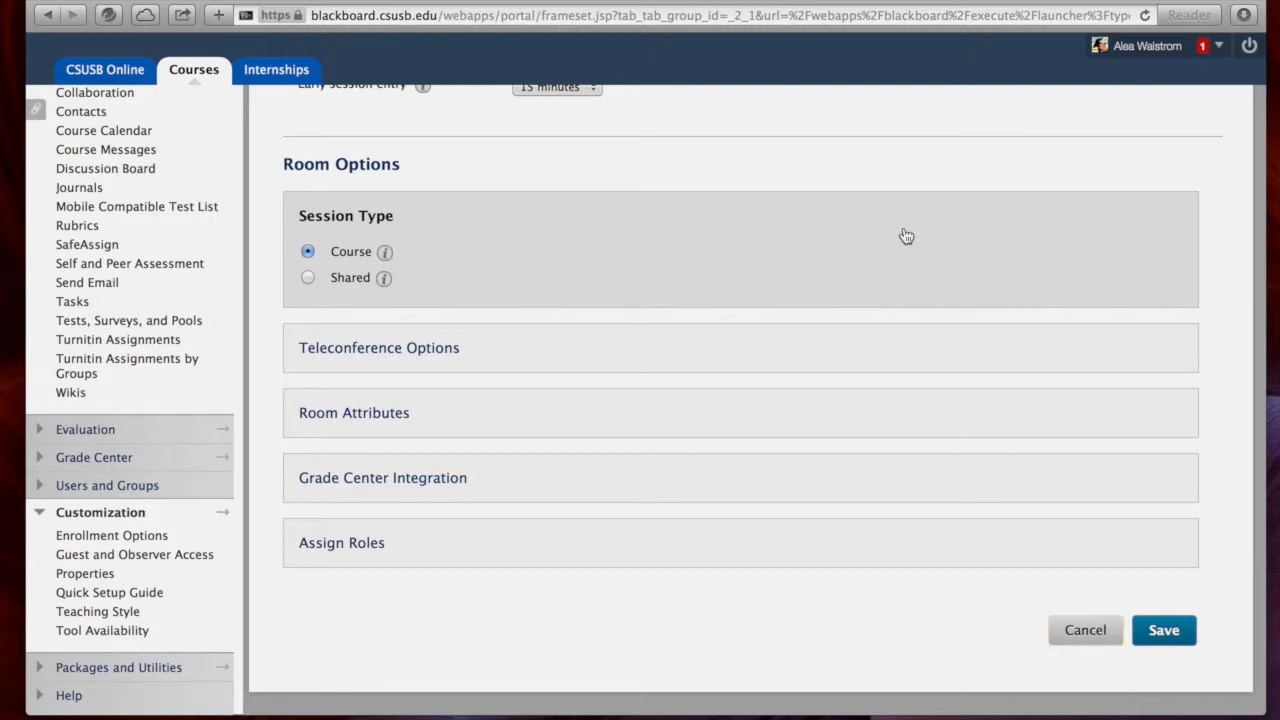 https blackboard.csusb.edu/webapps/portal/frameset.jsp?tab_tab_group_id=_2_1&url=%2Fwebapps%2Fblackboard%2Fexecute%2Flauncher%3Ftype
Reader
Alea Walstrom 1
CSUSB Online Courses Internships
Collaboration
Contacts
Course Calendar
Course Messages
Discussion Board
Journals
Mobile Compatible Test List
Rubrics
SafeAssign
Self and Peer Assessment
Send Email
Tasks
Tests, Surveys, and Pools
Turnitin Assignments
Turnitin Assignments by
Groups
Wikis
Evaluation
Grade Center
Users and Groups
Customization
Enrollment Options
Guest and Observer Access
Properties
Quick Setup Guide
Teaching Style
Tool Availability
Packages and Utilities
Help
Early session entry 15 minutes
Room Options
Session Type
Course
Shared
Teleconference Options
Room Attributes
Grade Center Integration
Assign Roles
Cancel Save